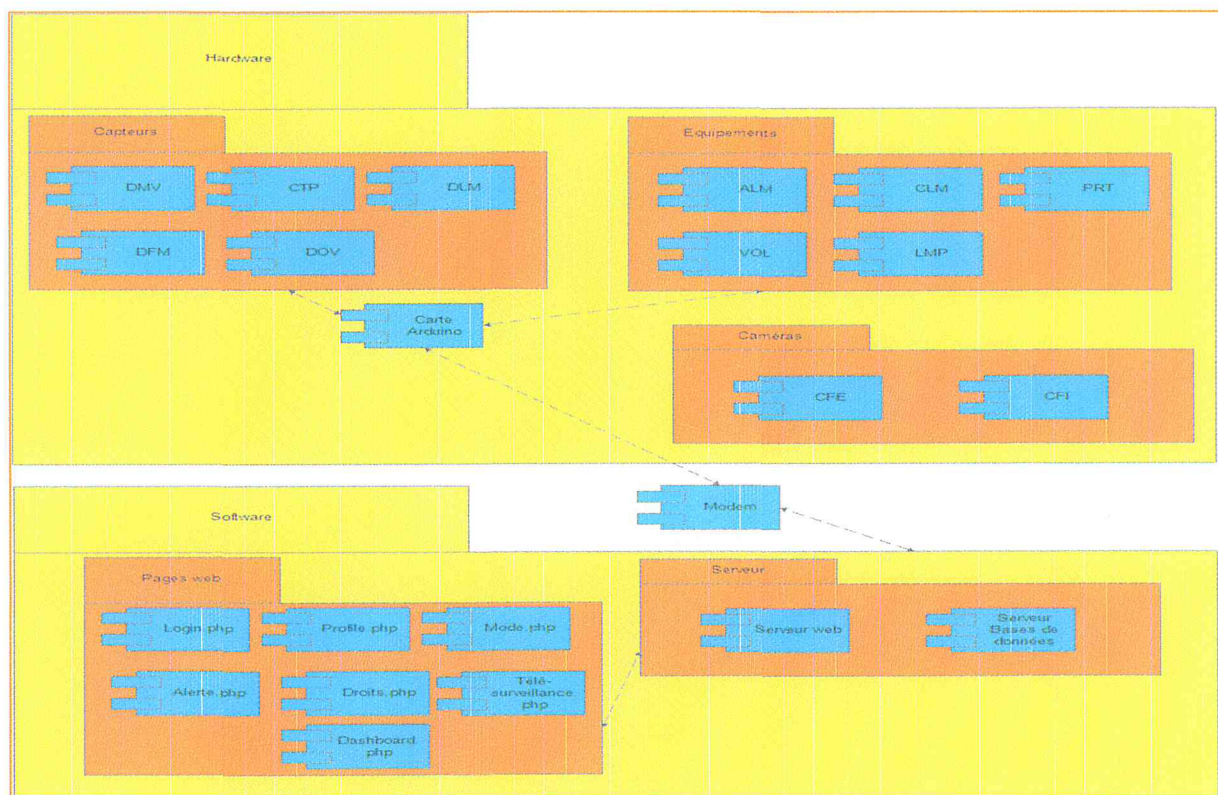 Hardware
Capteurs
Equipements
DMV
CTP
DLM
ALM
CLM
PRT
DFM
DOV
VOL
LMP
Carte
Arduino
Caméras
CFE
CFI
Modem
Software
Pages web
Serveur
Login.php
Profile.php
Mode.php
Serveur web
Serveur
Bases de
données
Alerte.php
Droits.php
Télé-
surveillance
php
Dashboard.
php